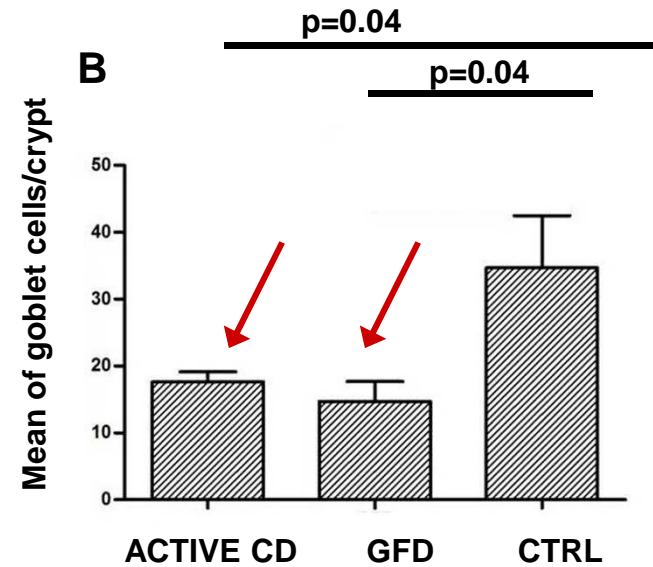 p=0.04
B
p=0.04
Mean of goblet cells/crypt
50
40
30
20
10
0
ACTIVE CD GFD CTRL